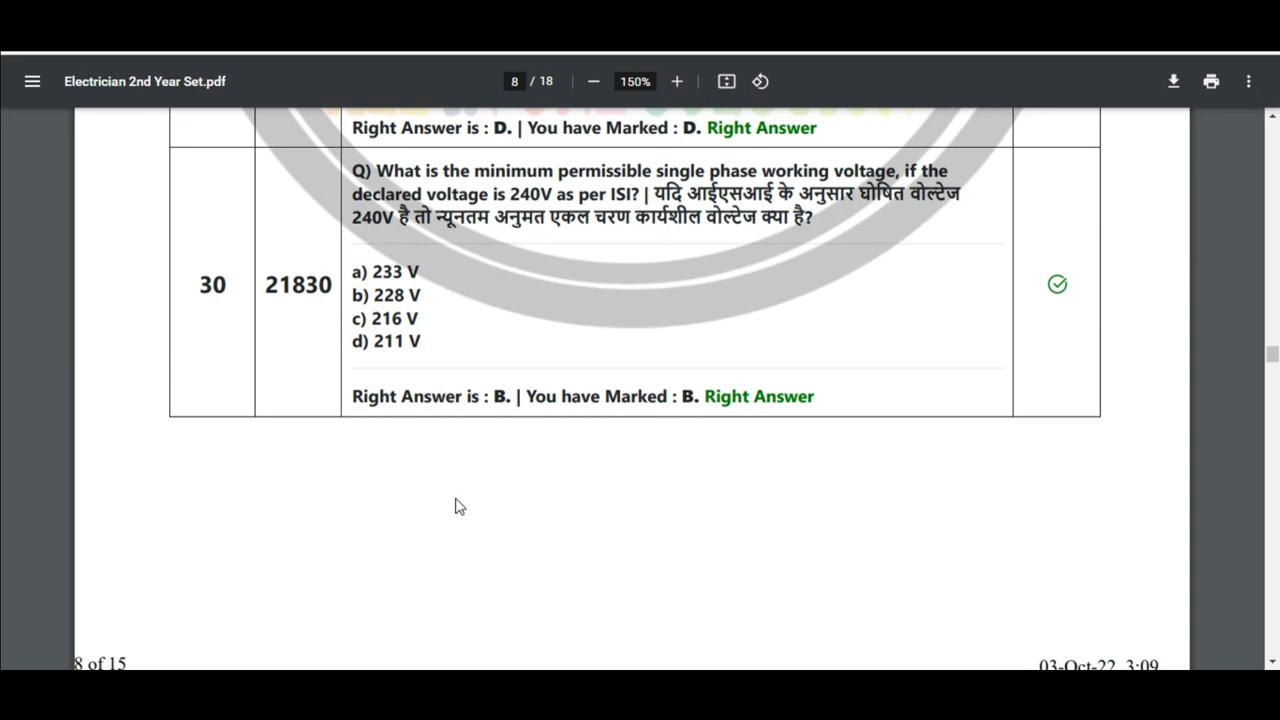 Electrician 2nd Year Set.pdf
8 / 18
150%
Right Answer is : D. | You have Marked : D. Right Answer
30
21830
Q) What is the minimum permissible single phase working voltage, if the
declared voltage is 240V as per ISI? | यदि आईएसआई के अनुसार घोषित वोल्टेज
240V है तो न्यूनतम अनुमत एकल चरण कार्यशील वोल्टेज क्या है?
a) 233 V
b) 228 V
c) 216 V
d) 211 V
Right Answer is : B. | You have Marked : B. Right Answer
8 of 15
03-Oct-22, 3:09